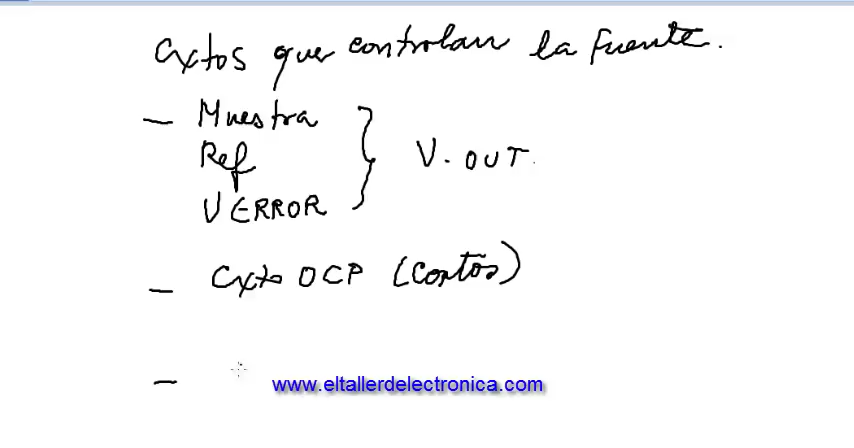 Cxtos que controlan la Fuente.
— Muestra
Ref
V ERROR } V. OUT.
— Cxto OCP (Cortos)
—
www.eltallerdelectronica.com